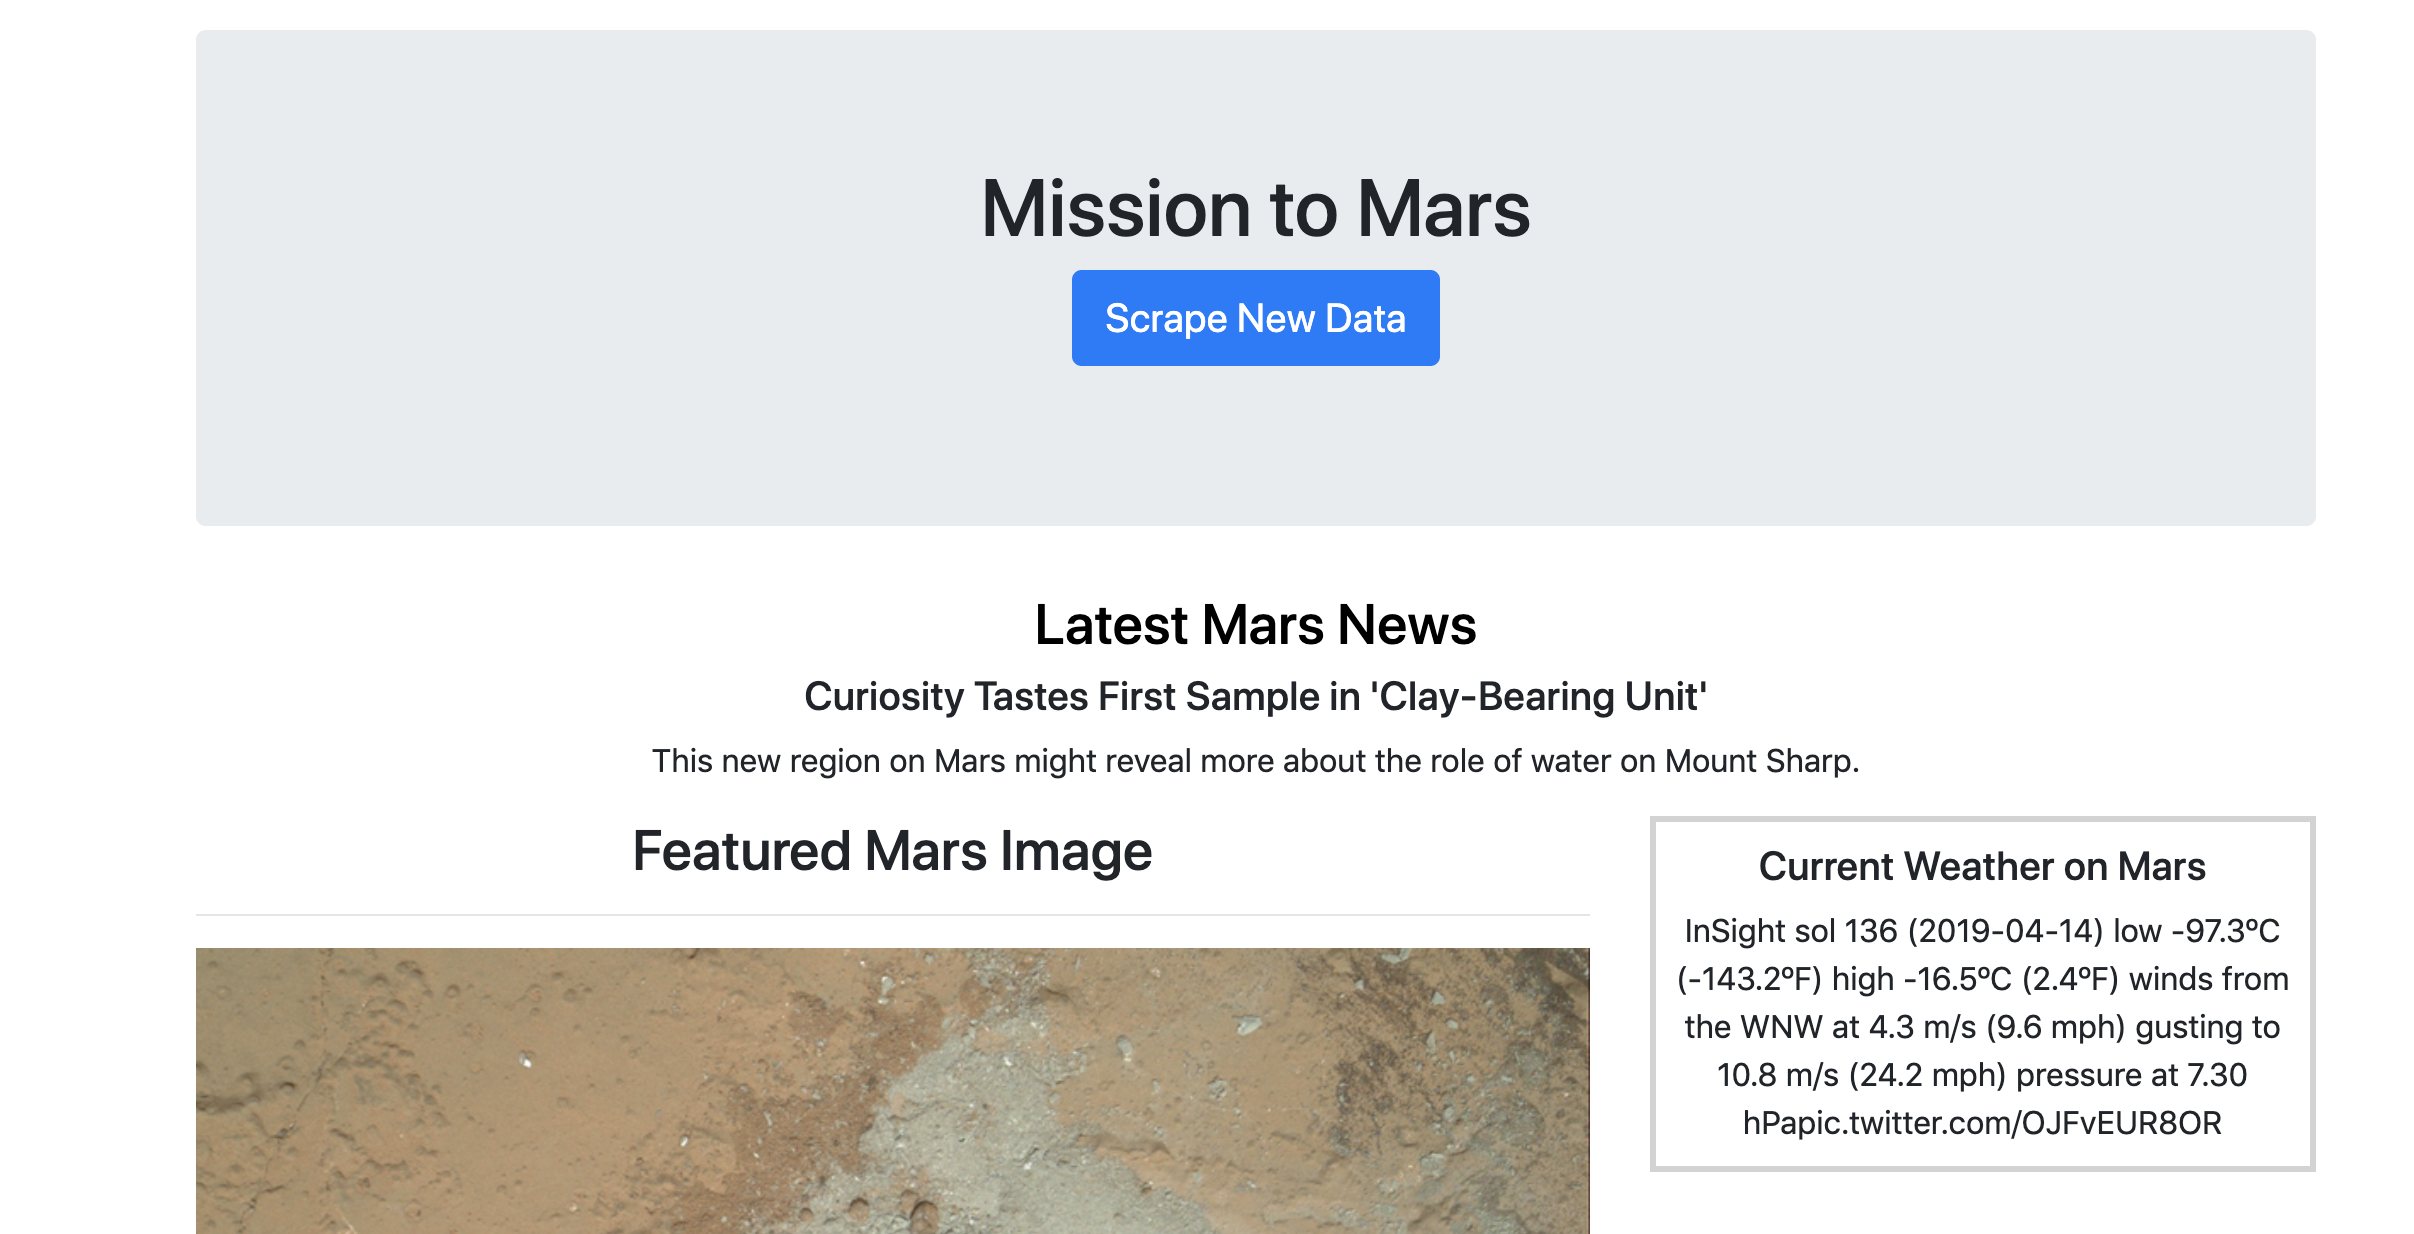 Mission to Mars
Scrape New Data
Latest Mars News
Curiosity Tastes First Sample in 'Clay-Bearing Unit'
This new region on Mars might reveal more about the role of water on Mount Sharp.
Featured Mars Image
Current Weather on Mars
InSight sol 136 (2019-04-14) low -97.3ºC
(-143.2ºF) high -16.5ºC (2.4ºF) winds from
the WNW at 4.3 m/s (9.6 mph) gusting to
10.8 m/s (24.2 mph) pressure at 7.30
hPapic.twitter.com/OJFvEUR8OR